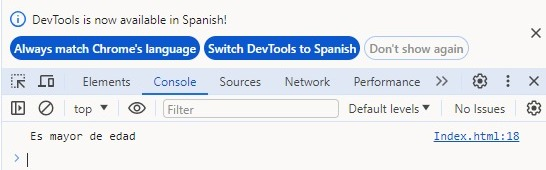 DevTools is now available in Spanish!
Always match Chrome's language Switch DevTools to Spanish Don't show again
Elements Console Sources Network Performance
top Filter Default levels No Issues
Es mayor de edad Index.html:18